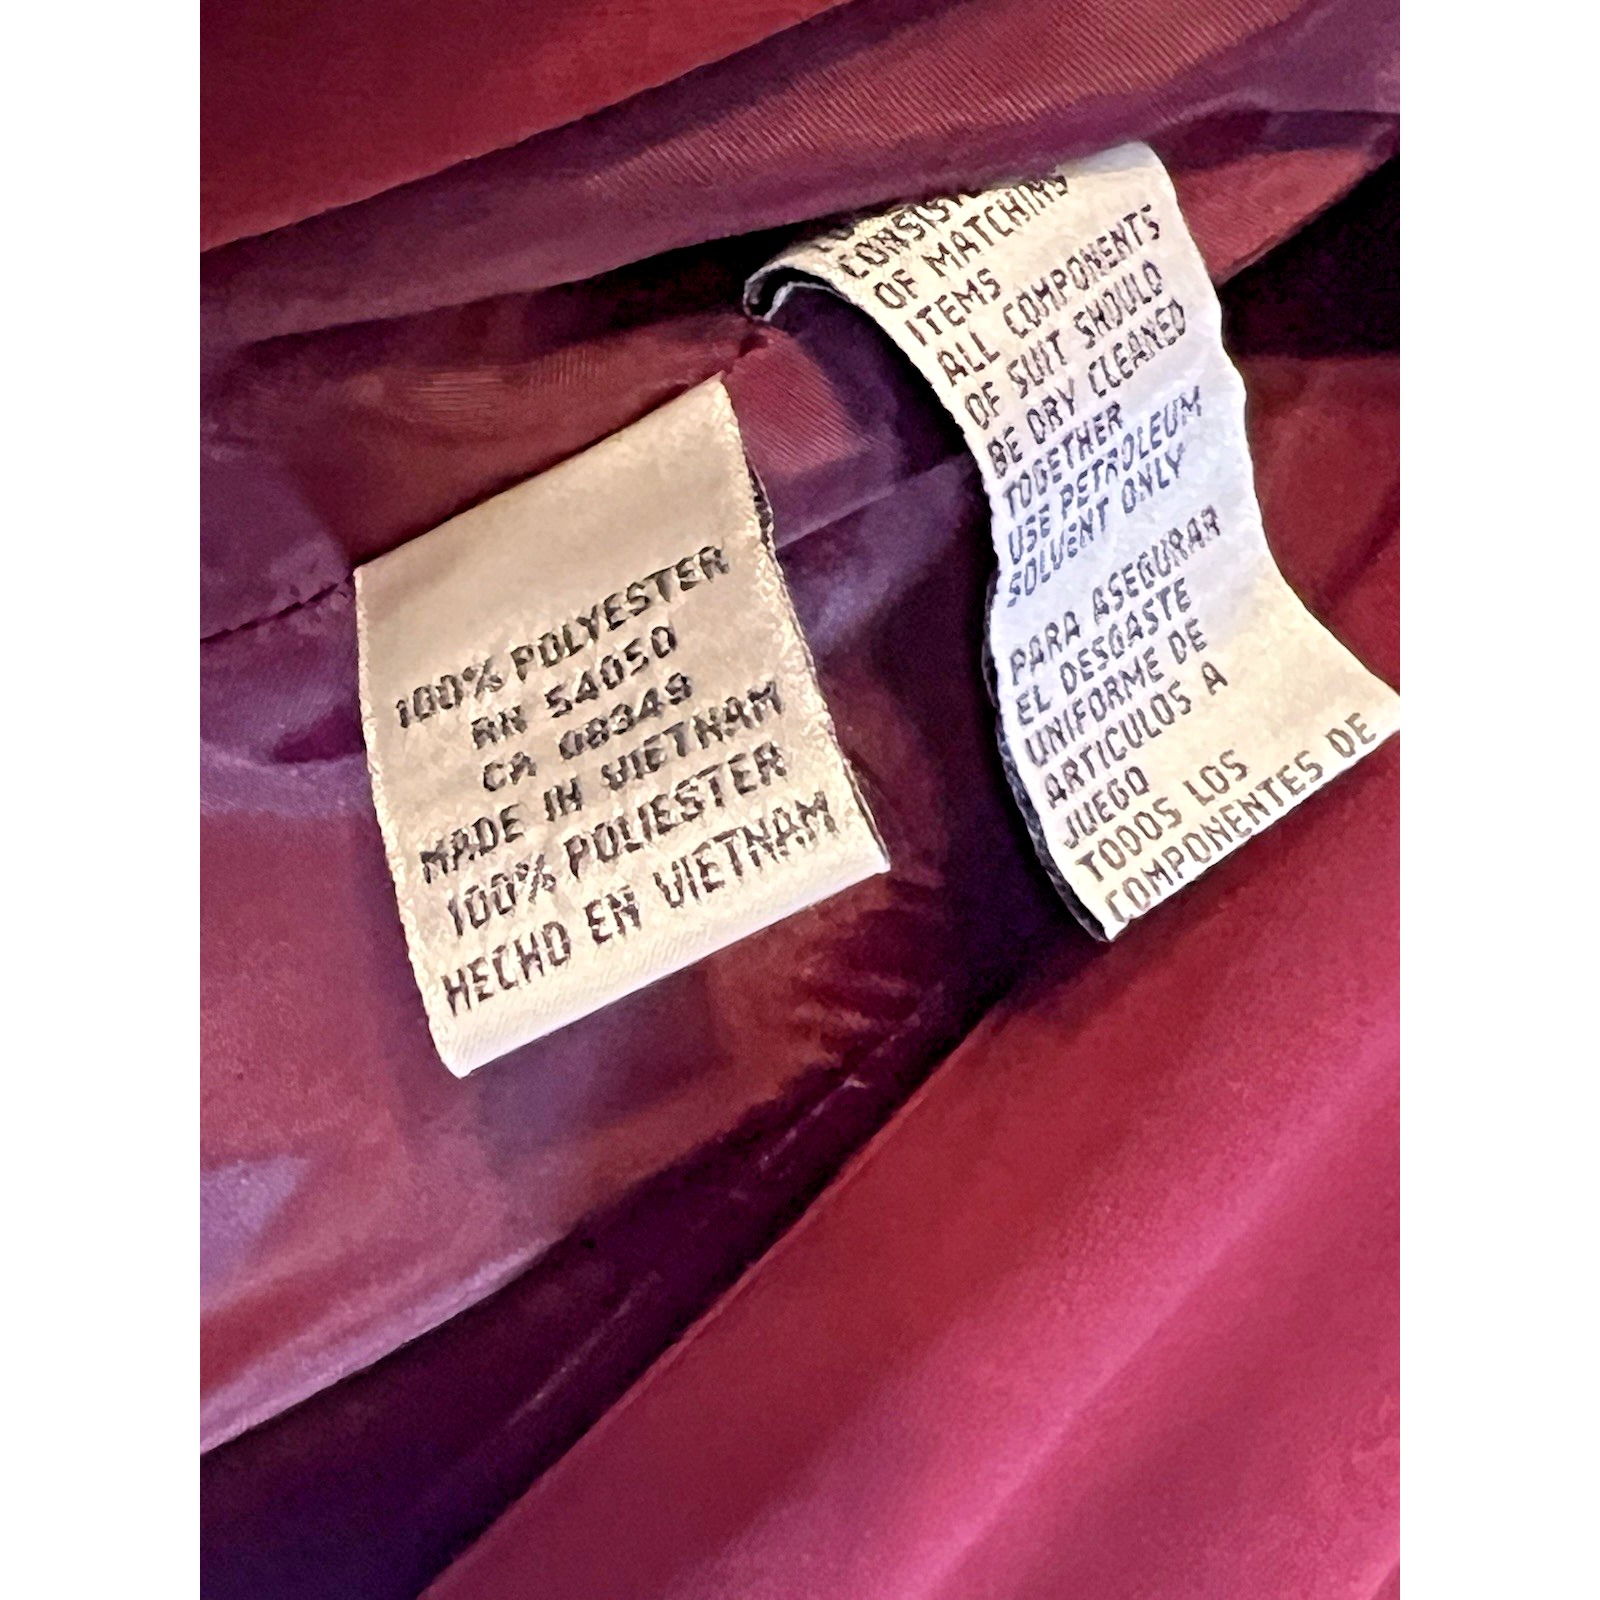 100% POLYESTER
RN 54050
CA 08349
MADE IN VIETNAM
100% POLIESTER
HECHO EN VIETNAM
OF MATCHING
ITEMS
ALL COMPONENTS
OF SUIT SHOULD
BE DRY CLEANED
TOGETHER
USE PETROLEUM
SOLVENT ONLY
PARA ASEGURAR
EL DESGASTE
UNIFORME DE
ARTICULOS A
JUEGO
TODOS LOS
COMPONENTES DE